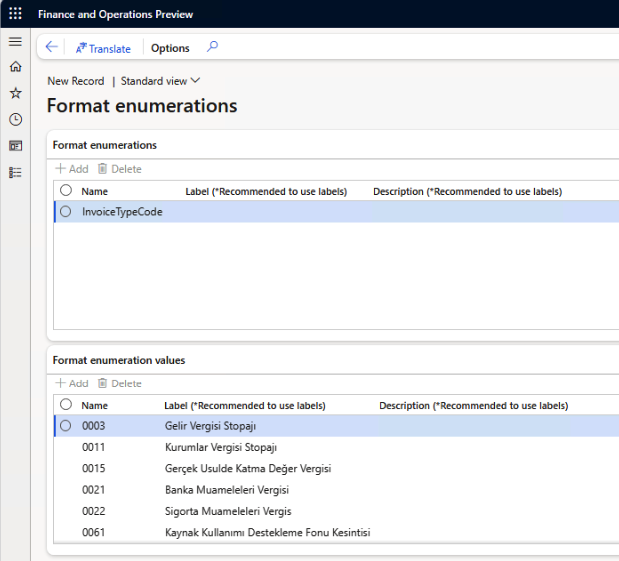 Finance and Operations Preview
Translate Options
New Record | Standard view
Format enumerations
Format enumerations
+ Add Delete
Name Label (*Recommended to use labels) Description (*Recommended to use labels)
InvoiceTypeCode
Format enumeration values
+ Add Delete
Name Label (*Recommended to use labels) Description (*Recommended to use labels)
0003 Gelir Vergisi Stopajı
0011 Kurumlar Vergisi Stopajı
0015 Gerçek Usulde Katma Değer Vergisi
0021 Banka Muameleleri Vergisi
0022 Sigorta Muameleleri Vergis
0061 Kaynak Kullanımı Destekleme Fonu Kesintisi